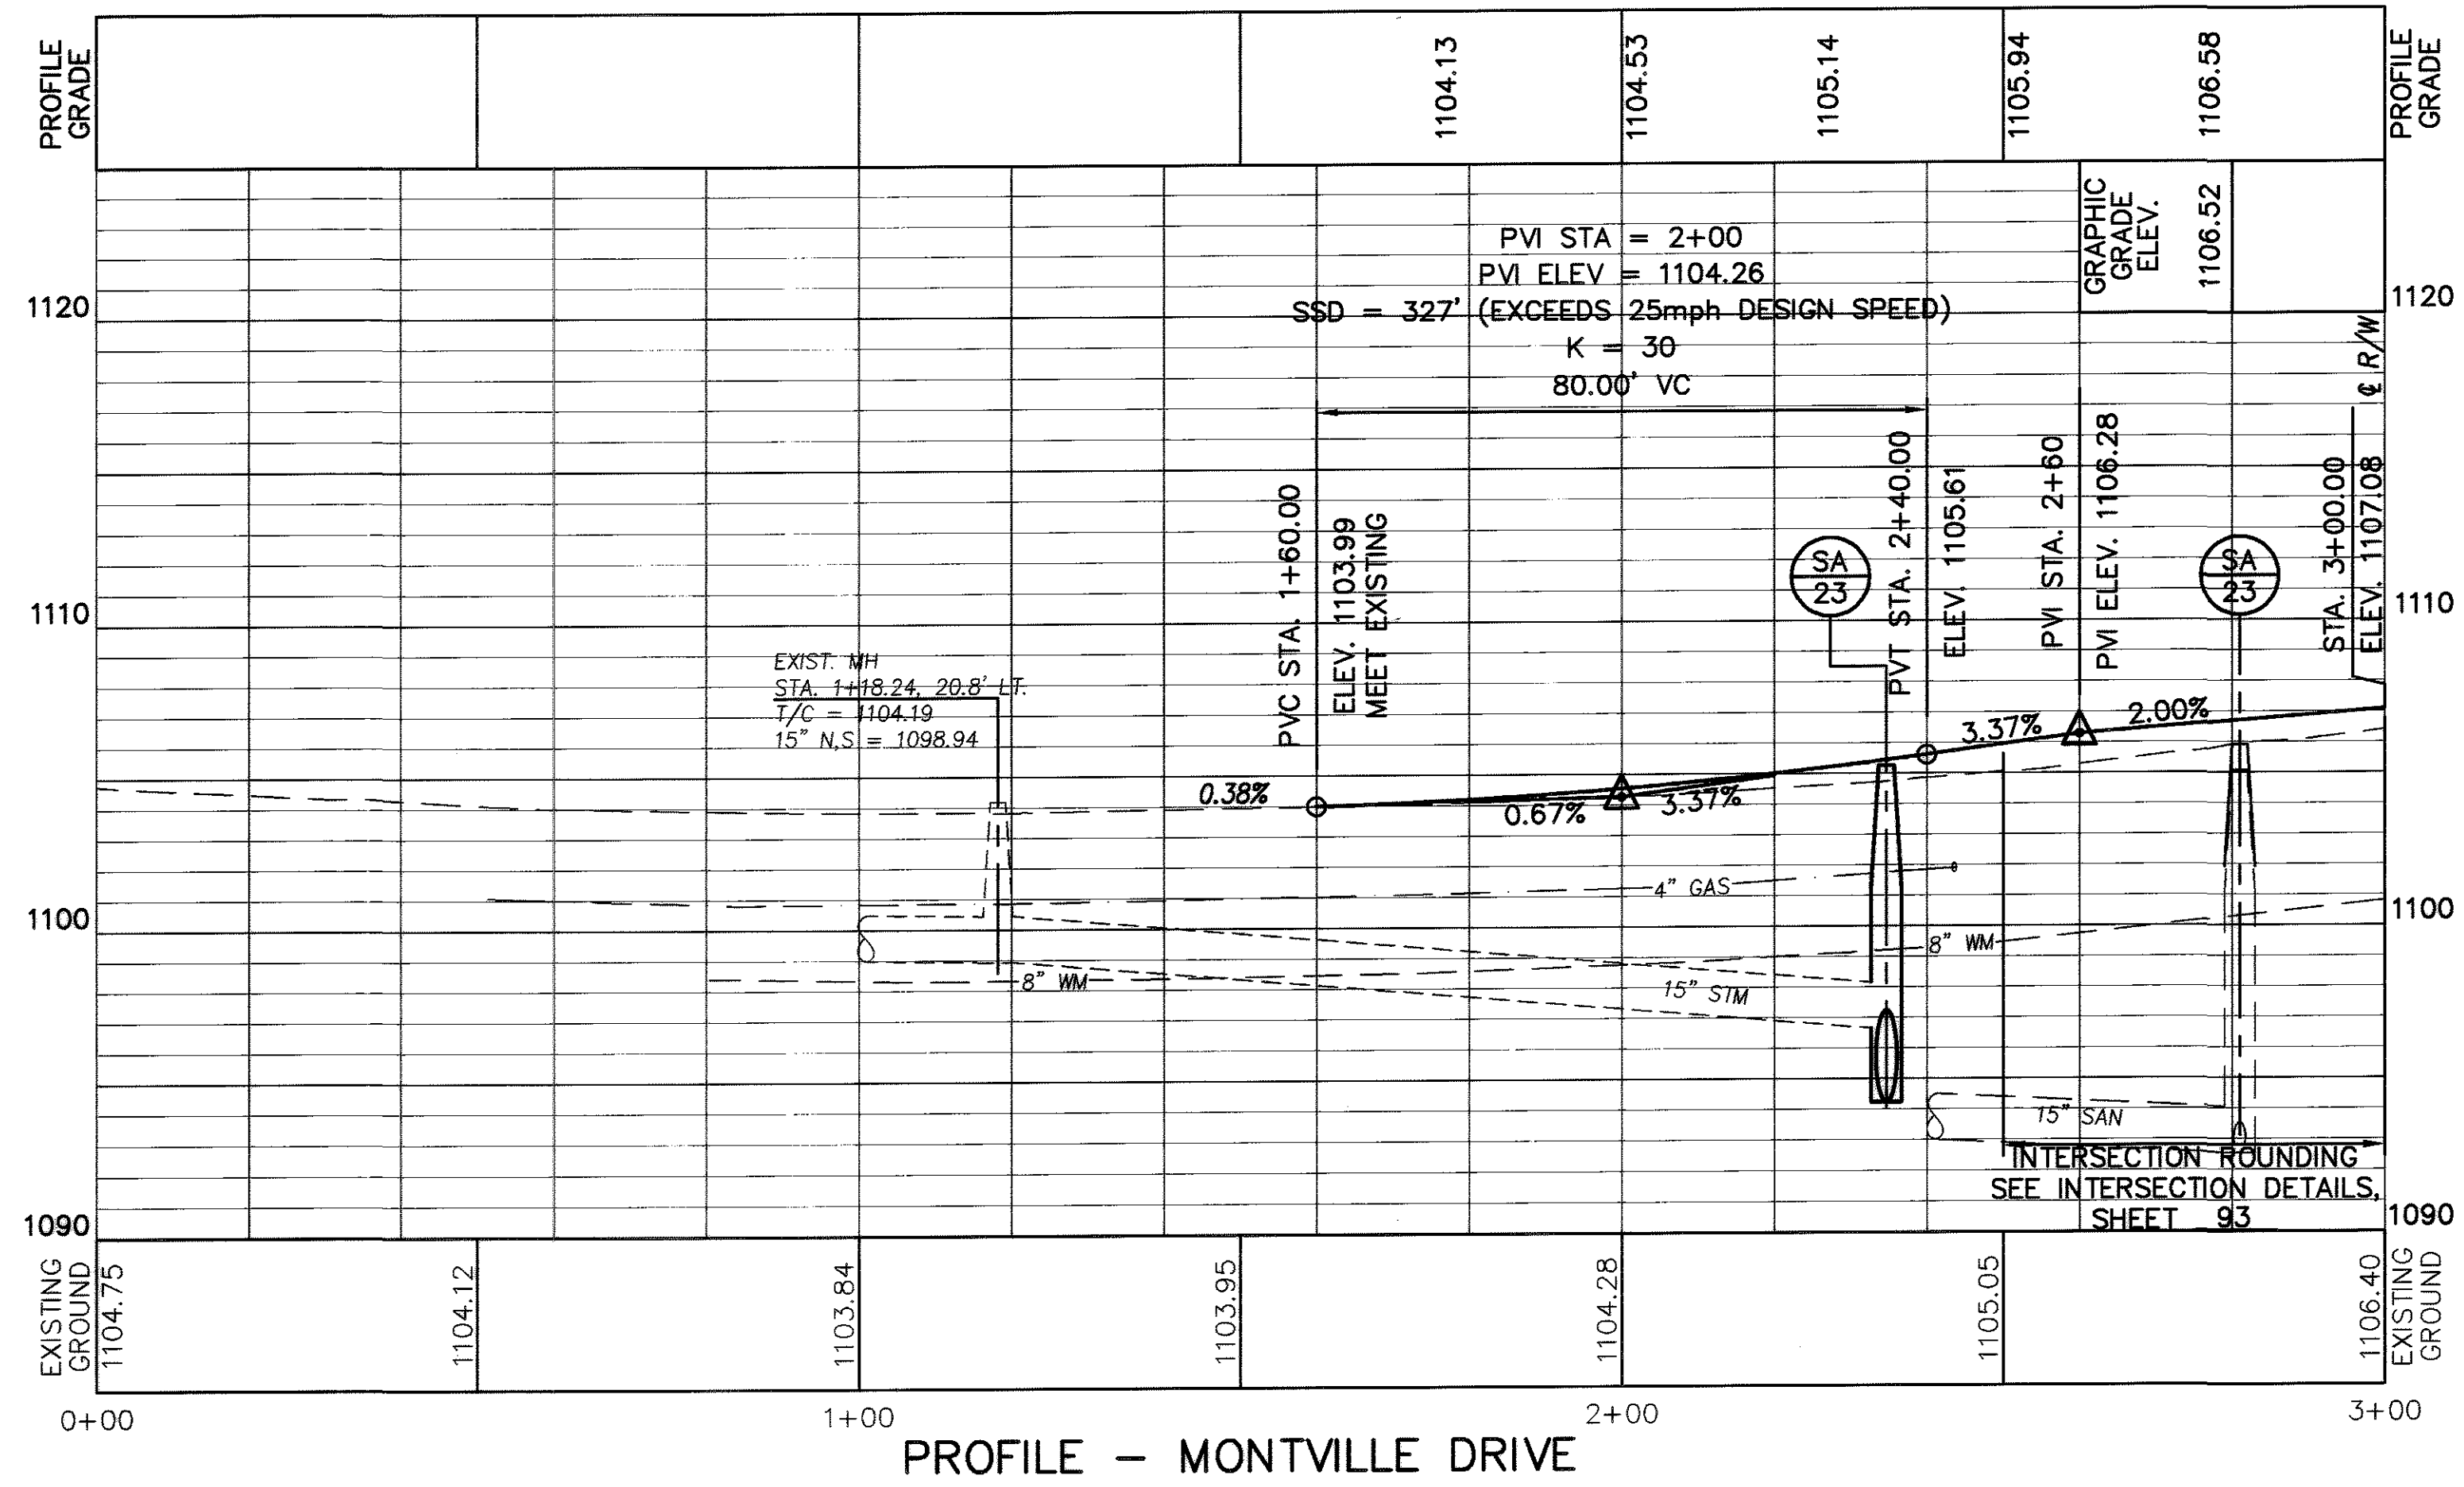 PROFILE
GRADE
1104.13
1104.53
1105.14
1105.94
1106.58
PROFILE
GRADE
GRAPHIC
GRADE
ELEV.
1106.52
PVI STA = 2+00
PVI ELEV = 1104.26
SSD = 327' (EXCEEDS 25mph DESIGN SPEED)
K = 30
80.00' VC
1120
1120
℄ R/W
PVC STA. 1+60.00
ELEV. 1103.99
MEET EXISTING
SA
23
PVT STA. 2+40.00
ELEV. 1105.61
PVI STA. 2+60
PVI ELEV. 1106.28
SA
23
STA. 3+00.00
ELEV. 1107.08
1110
1110
EXIST. MH
STA. 1+18.24, 20.8' LT.
T/C = 1104.19
15" N,S = 1098.94
0.38%
0.67%
3.37%
3.37%
2.00%
4" GAS
1100
1100
8" WM
8" WM
15" STM
15" SAN
INTERSECTION ROUNDING
SEE INTERSECTION DETAILS,
SHEET 93
1090
1090
EXISTING
GROUND
1104.75
1104.12
1103.84
1103.95
1104.28
1105.05
1106.40
EXISTING
GROUND
0+00
1+00
2+00
3+00
PROFILE - MONTVILLE DRIVE